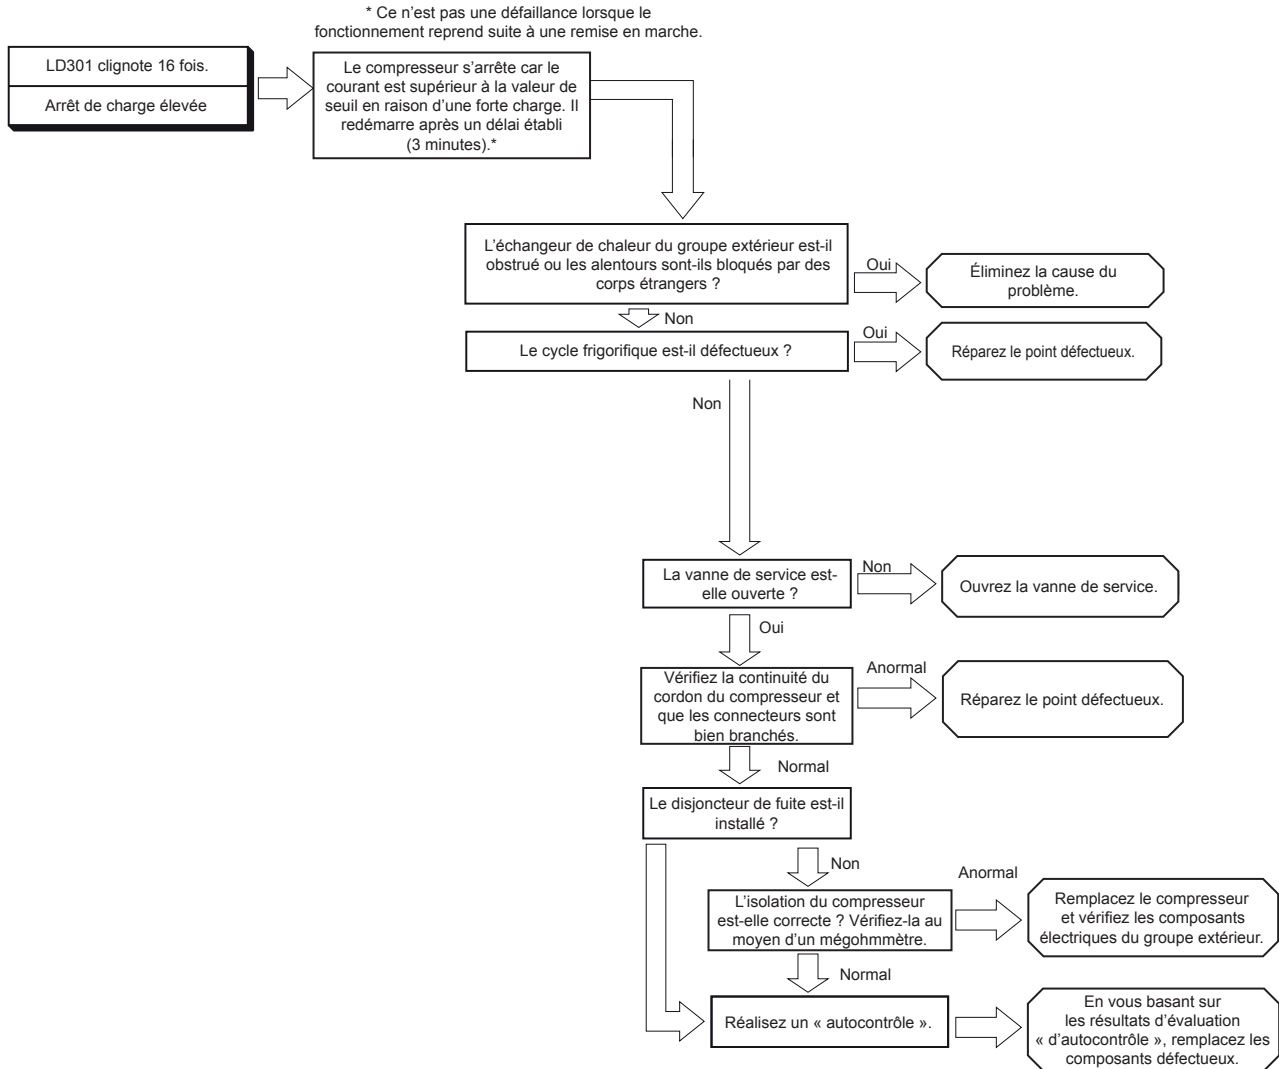 * Ce n’est pas une défaillance lorsque le
fonctionnement reprend suite à une remise en marche.
LD301 clignote 16 fois.
Arrêt de charge élevée
Le compresseur s’arrête car le
courant est supérieur à la valeur de
seuil en raison d’une forte charge. Il
redémarre après un délai établi
(3 minutes).*
L’échangeur de chaleur du groupe extérieur est-il
obstrué ou les alentours sont-ils bloqués par des
corps étrangers ?
Oui
Éliminez la cause du
problème.
Non
Le cycle frigorifique est-il défectueux ?
Oui
Réparez le point défectueux.
Non
La vanne de service est-
elle ouverte ?
Non
Ouvrez la vanne de service.
Oui
Vérifiez la continuité du
cordon du compresseur et
que les connecteurs sont
bien branchés.
Anormal
Réparez le point défectueux.
Normal
Le disjoncteur de fuite est-il
installé ?
Non
L’isolation du compresseur
est-elle correcte ? Vérifiez-la au
moyen d’un mégohmmètre.
Anormal
Remplacez le compresseur
et vérifiez les composants
électriques du groupe extérieur.
Normal
Réalisez un « autocontrôle ».
En vous basant sur
les résultats d’évaluation
« d’autocontrôle », remplacez les
composants défectueux.